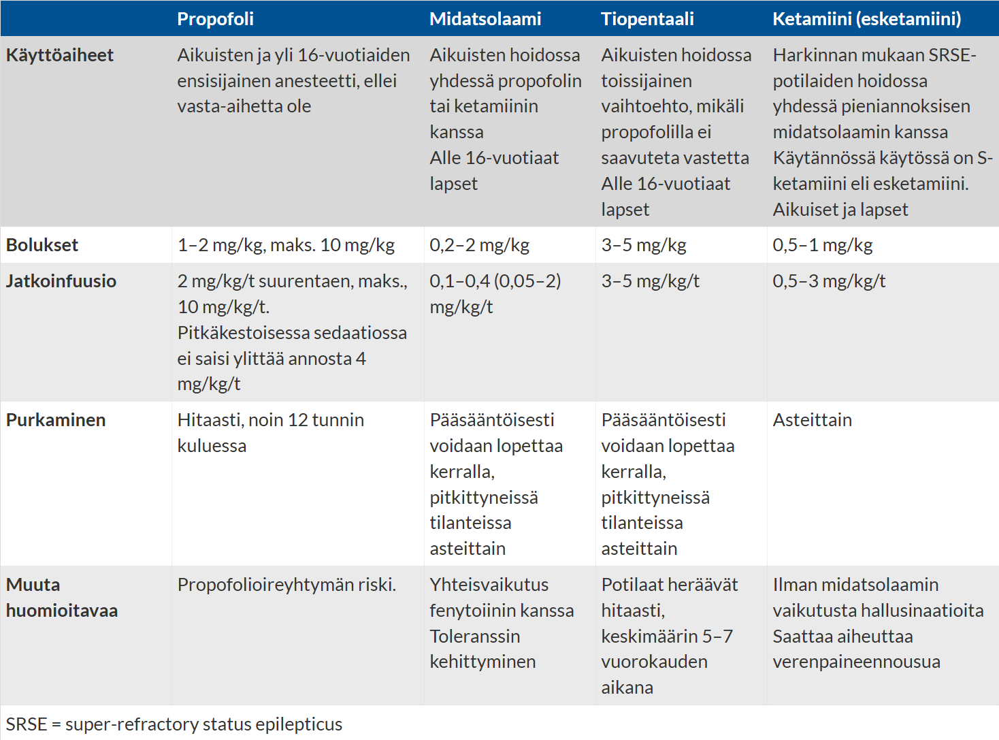 Propofoli Midatsolaami Tiopentaali Ketamiini (esketamiini)
Käyttöaiheet
Aikuisten ja yli 16-vuotiaiden
ensisijainen anesteetti, ellei
vasta-aihetta ole
Aikuisten hoidossa
yhdessä propofolin
tai ketamiinin
kanssa
Alle 16-vuotiaat
lapset
Aikuisten hoidossa
toissijainen
vaihtoehto, mikäli
propofolilla ei
saavuteta vastetta
Alle 16-vuotiaat
lapset
Harkinnan mukaan SRSE-
potilaiden hoidossa
yhdessä pieniannoksisen
midatsolaamin kanssa
Käytännössä käytössä on S-
ketamiini eli esketamiini.
Aikuiset ja lapset
Bolukset
1–2 mg/kg, maks. 10 mg/kg
0,2–2 mg/kg
3–5 mg/kg
0,5–1 mg/kg
Jatkoinfuusio
2 mg/kg/t suurentaen, maks.,
10 mg/kg/t.
Pitkäkestoisessa sedaatiossa
ei saisi ylittää annosta 4
mg/kg/t
0,1–0,4 (0,05–2)
mg/kg/t
3–5 mg/kg/t
0,5–3 mg/kg/t
Purkaminen
Hitaasti, noin 12 tunnin
kuluessa
Pääsääntöisesti
voidaan lopettaa
kerralla,
pitkittyneissä
tilanteissa
asteittain
Pääsääntöisesti
voidaan lopettaa
kerralla,
pitkittyneissä
tilanteissa
asteittain
Asteittain
Muuta
huomioitavaa
Propofolioireyhtymän riski.
Yhteisvaikutus
fenytoiinin kanssa
Toleranssin
kehittyminen
Potilaat heräävät
hitaasti,
keskimäärin 5–7
vuorokauden
aikana
Ilman midatsolaamin
vaikutusta hallusinaatioita
Saattaa aiheuttaa
verenpaineennousua
SRSE = super-refractory status epilepticus